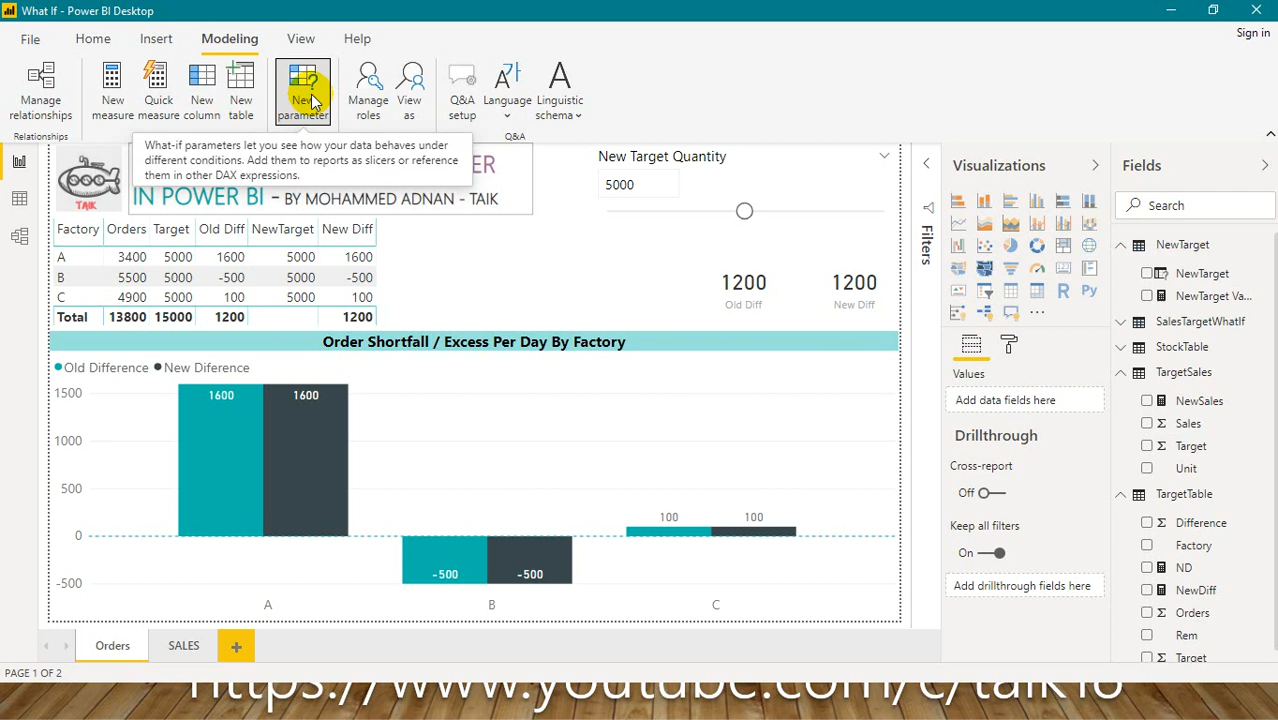 What If - Power BI Desktop
Sign in
File Home Insert Modeling View Help
Manage relationships
New measure
Quick measure
New column
New table
New parameter
Manage roles
View as
Q&A setup
Language
Linguistic schema
Relationships
Q&A
What-if parameters let you see how your data behaves under
different conditions. Add them to reports as slicers or reference
them in other DAX expressions.
ER
IN POWER BI - BY MOHAMMED ADNAN - TAIK
TAIK
New Target Quantity
5000
Factory Orders Target Old Diff NewTarget New Diff
A 3400 5000 1600 5000 1600
B 5500 5000 -500 5000 -500
C 4900 5000 100 5000 100
Total 13800 15000 1200 1200
1200
Old Diff
1200
New Diff
Order Shortfall / Excess Per Day By Factory
Old Difference New Diference
1500
1000
500
0
-500
1600 1600
-500 -500
100 100
A B C
Orders SALES +
PAGE 1 OF 2
Filters
Visualizations
R Py
Values
Add data fields here
Drillthrough
Cross-report
Off
Keep all filters
On
Add drillthrough fields here
Fields
Search
NewTarget
NewTarget
NewTarget Va...
SalesTargetWhatIf
StockTable
TargetSales
NewSales
Sales
Target
Unit
TargetTable
Difference
Factory
ND
NewDiff
Orders
Rem
Target
https://www.youtube.com/c/taik18